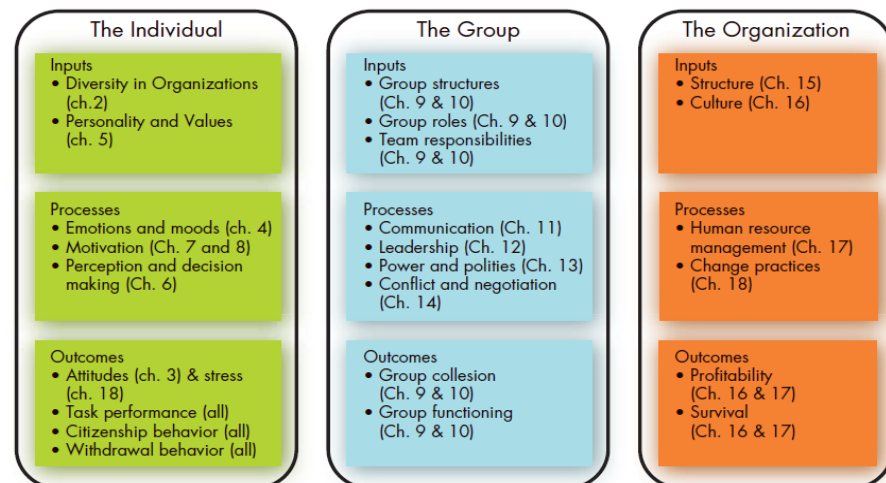 The Individual
Inputs
• Diversity in Organizations
(ch.2)
• Personality and Values
(ch. 5)
Processes
• Emotions and moods (ch. 4)
• Motivation (Ch. 7 and 8)
• Perception and decision
making (Ch. 6)
Outcomes
• Attitudes (ch. 3) & stress
(ch. 18)
• Task performance (all)
• Citizenship behavior (all)
• Withdrawal behavior (all)
The Group
Inputs
• Group structures
(Ch. 9 & 10)
• Group roles (Ch. 9 & 10)
• Team responsibilities
(Ch. 9 & 10)
Processes
• Communication (Ch. 11)
• Leadership (Ch. 12)
• Power and polities (Ch. 13)
• Conflict and negotiation
(Ch. 14)
Outcomes
• Group collesion
(Ch. 9 & 10)
• Group functioning
(Ch. 9 & 10)
The Organization
Inputs
• Structure (Ch. 15)
• Culture (Ch. 16)
Processes
• Human resource
management (Ch. 17)
• Change practices
(Ch. 18)
Outcomes
• Profitability
(Ch. 16 & 17)
• Survival
(Ch. 16 & 17)